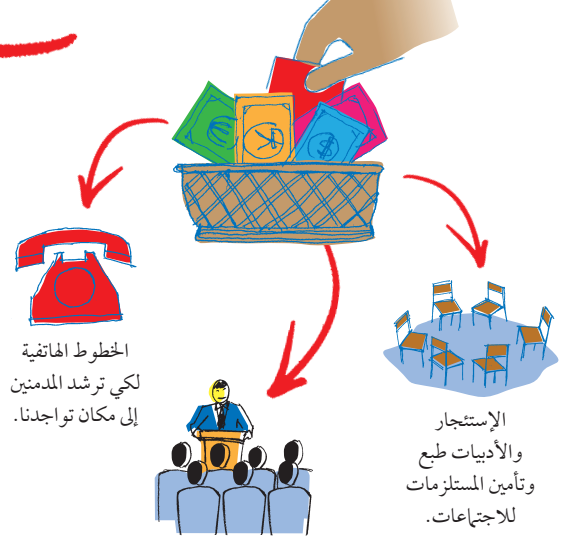 الخطوط الهاتفية
لكي ترشد المدمنين
إلى مكان تواجدنا.
الإستئجار
والأدبيات طبع
وتأمين المستلزمات
للاجتماعات.